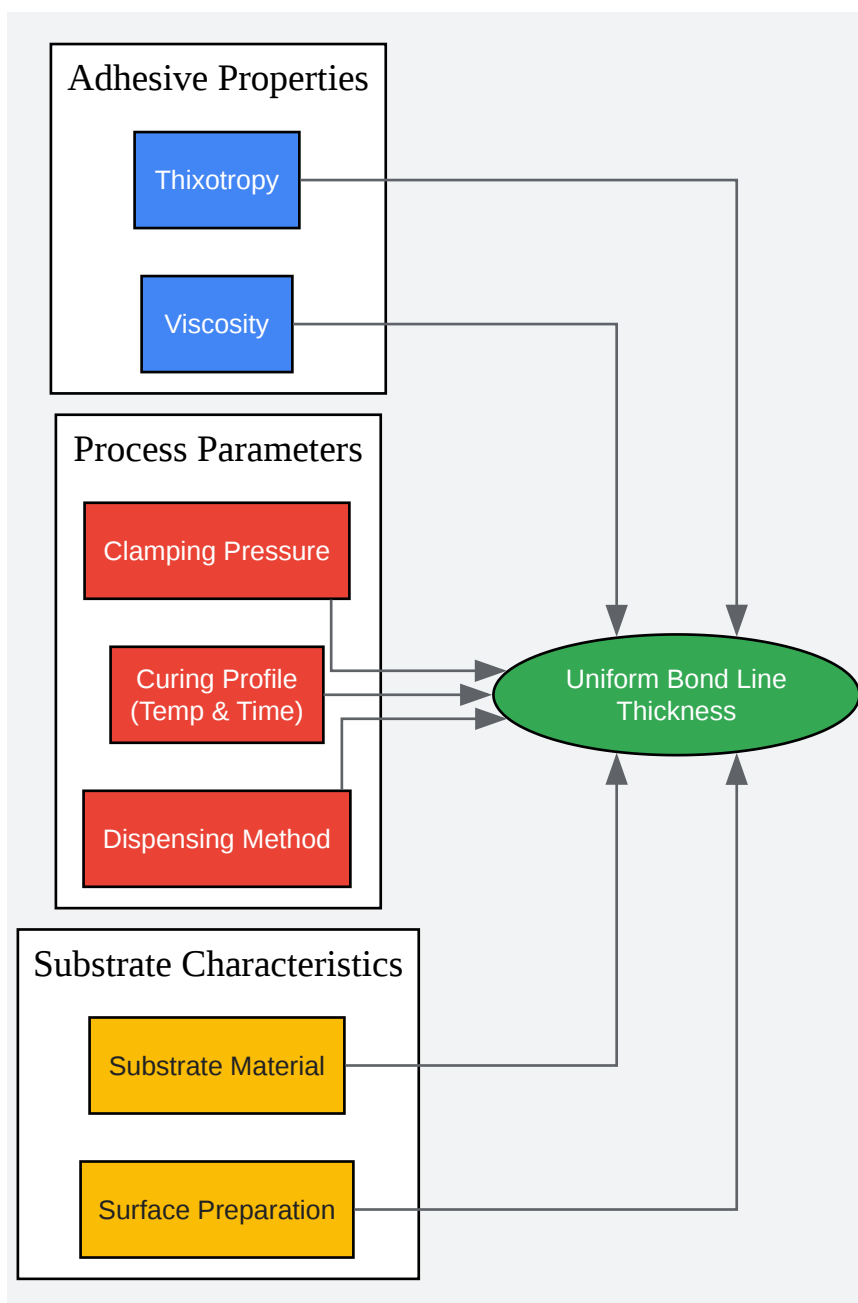 Adhesive Properties
Thixotropy
Viscosity
Process Parameters
Clamping Pressure
Curing Profile
(Temp & Time)
Dispensing Method
Uniform Bond Line
Thickness
Substrate Characteristics
Substrate Material
Surface Preparation